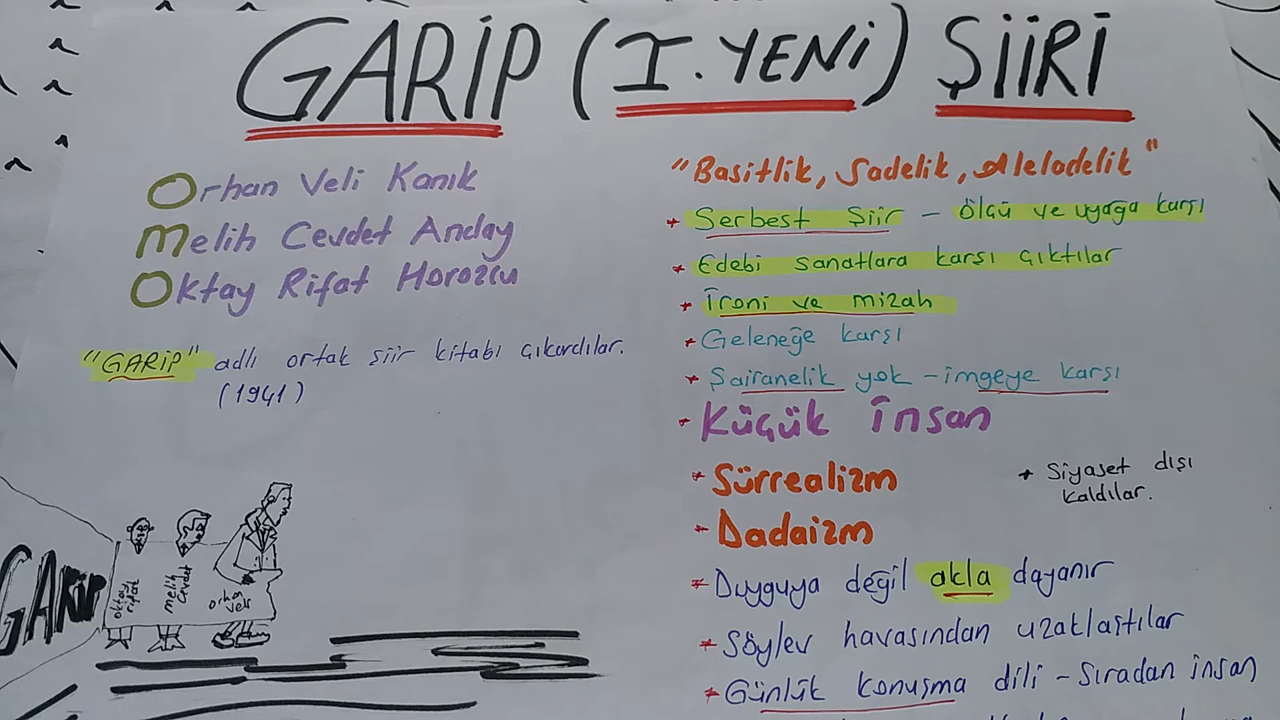 GARİP (I. YENİ) ŞİİRİ
Orhan Veli Kanık
Melih Cevdet Anday
Oktay Rifat Horozcu
"GARİP" adlı ortak şiir kitabı çıkardılar.
(1941)
"Basitlik, Sadelik, Aleladelik"
Serbest Şiir - ölçü ve uyağa karşı
Edebi sanatlara karşı çıktılar
İroni ve mizah
Geleneğe karşı
Şairanelik yok - imgeye karşı
Küçük İnsan
Sürrealizm
+ Siyaset dışı
kaldılar.
Dadaizm
Duyguya değil akla dayanır
Söylev havasından uzaklaştılar
Günlük konuşma dili - Sıradan insan
GARİP
oktay
rifat
melih
cevdet
orhan
veli